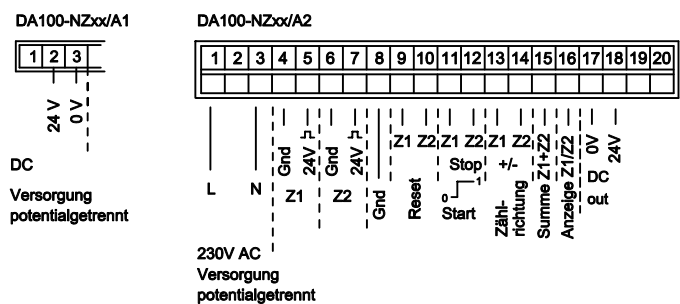 DA100-NZxx/A1
1 2 3
24 V
0 V
DC
Versorgung
potentialgetrennt
DA100-NZxx/A2
1 2 3 4 5 6 7 8 9 10 11 12 13 14 15 16 17 18 19 20
L
N
Gnd
24V
Z1
Gnd
24V
Z2
Gnd
Z1 Z2
Reset
Z1 Z2
Stop
0 1
Start
Z1 Z2
+/-
Zähl-
richtung
Summe Z1+Z2
Anzeige Z1/Z2
0V
24V
DC
out
230V AC
Versorgung
potentialgetrennt